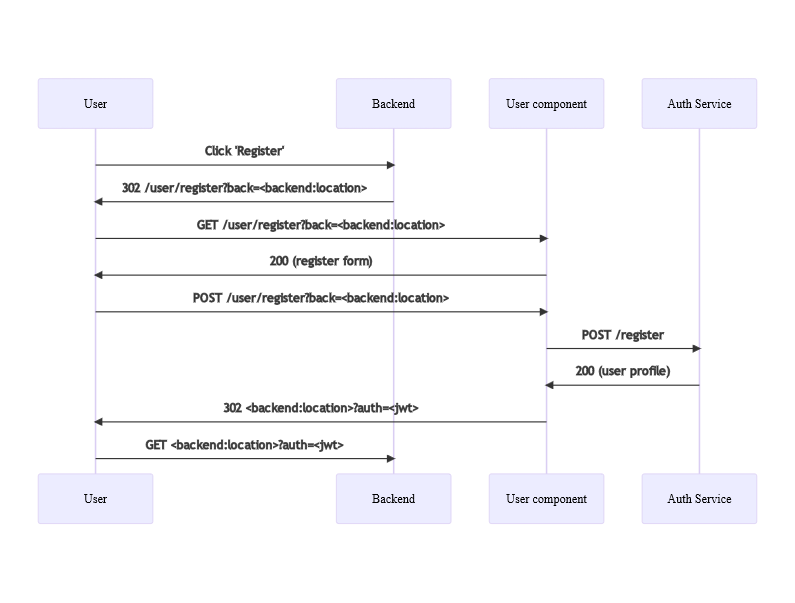 User
Backend
User component
Auth Service
Click 'Register'
302 /user/register?back=<backend:location>
GET /user/register?back=<backend:location>
200 (register form)
POST /user/register?back=<backend:location>
POST /register
200 (user profile)
302 <backend:location>?auth=<jwt>
GET <backend:location>?auth=<jwt>
User
Backend
User component
Auth Service